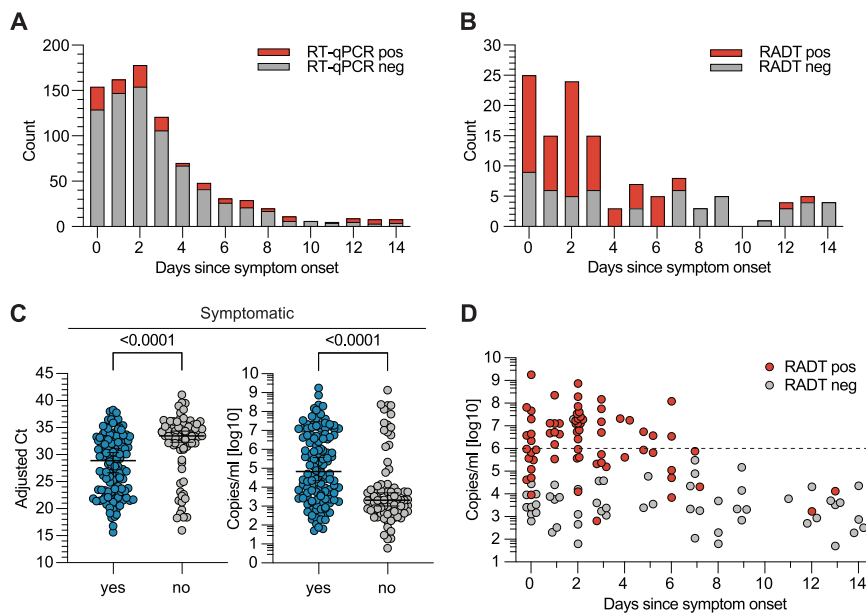 A
RT-qPCR pos
RT-qPCR neg
200
150
100
50
0
Count
0 2 4 6 8 10 12 14
Days since symptom onset
B
RADT pos
RADT neg
30
25
20
15
10
5
0
Count
0 2 4 6 8 10 12 14
Days since symptom onset
C
Symptomatic
<0.0001
<0.0001
45
40
35
30
25
20
15
10
Adjusted Ct
yes no
10
9
8
7
6
5
4
3
2
1
0
Copies/ml [log10]
yes no
D
RADT pos
RADT neg
10
9
8
7
6
5
4
3
2
1
Copies/ml [log10]
0 2 4 6 8 10 12 14
Days since symptom onset